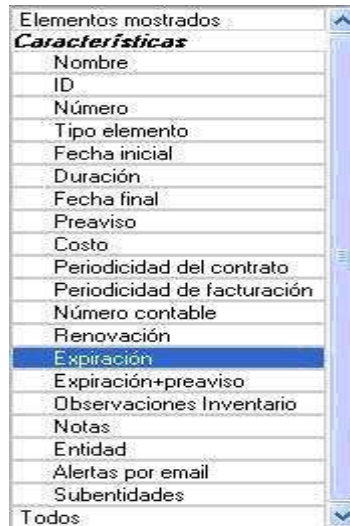 Elementos mostrados
Características
Nombre
ID
Número
Tipo elemento
Fecha inicial
Duración
Fecha final
Preaviso
Costo
Periodicidad del contrato
Periodicidad de facturación
Número contable
Renovación
Expiración
Expiración+preaviso
Observaciones Inventario
Notas
Entidad
Alertas por email
Subentidades
Todos